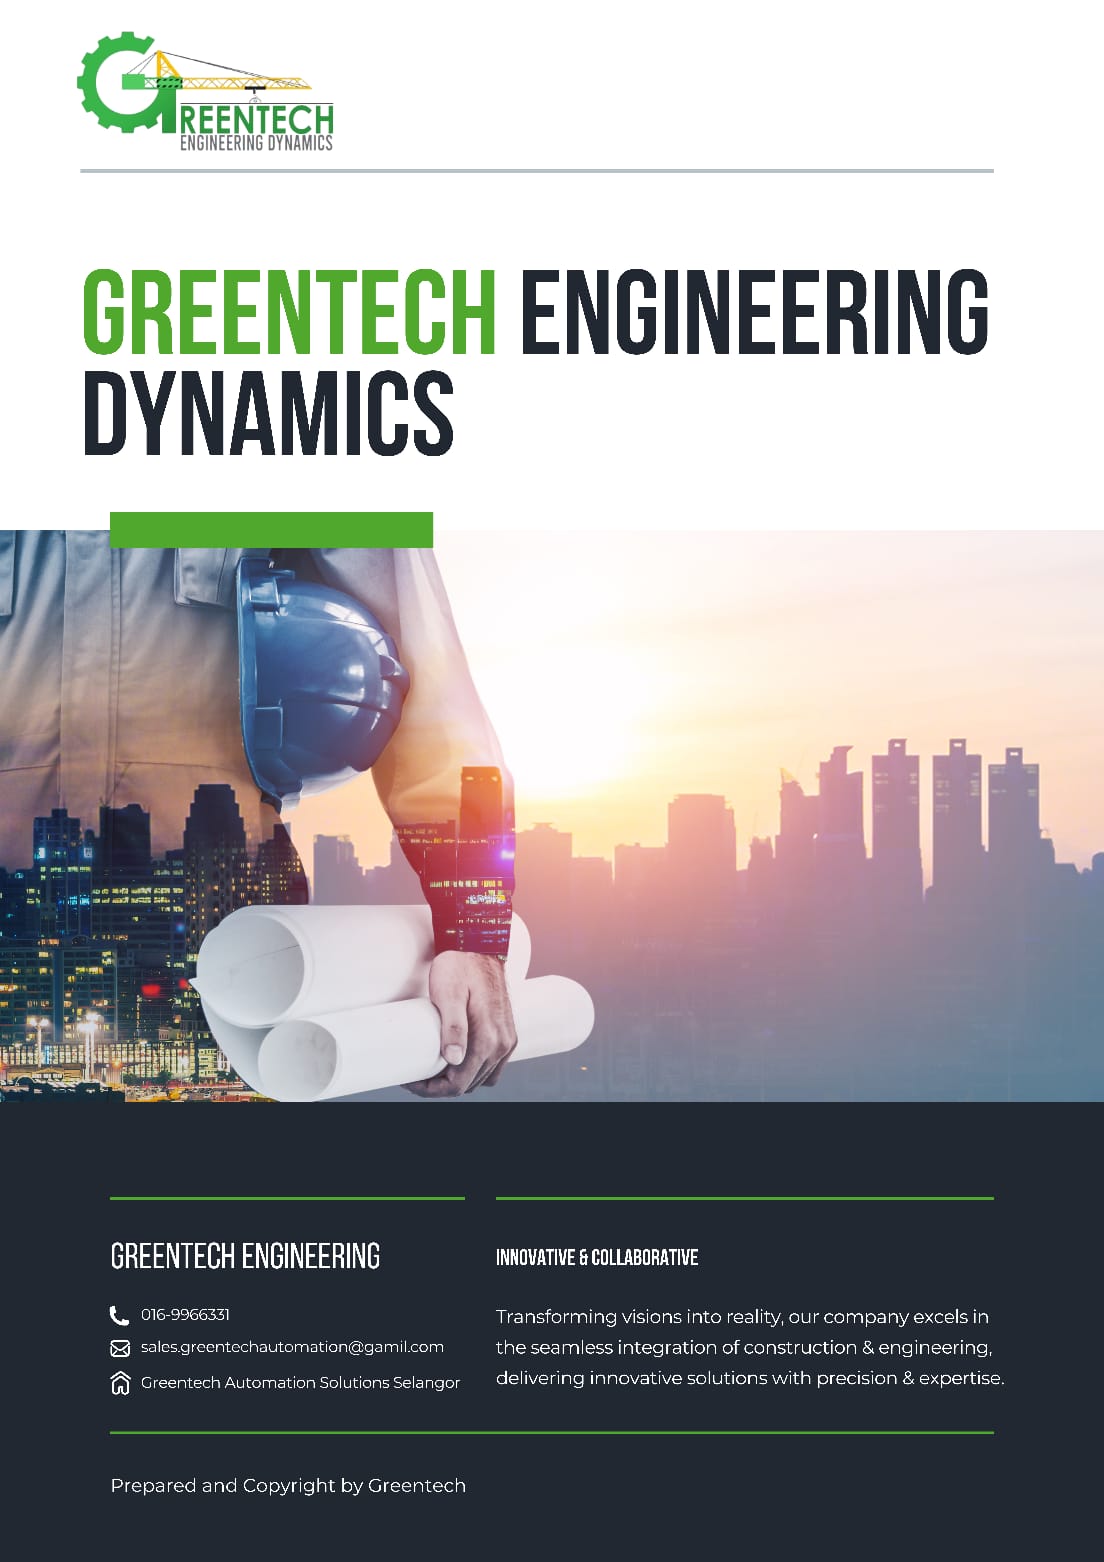 GREENTECH
ENGINEERING DYNAMICS
GREENTECH ENGINEERING
DYNAMICS
GREENTECH ENGINEERING
016-9966331
sales.greentechautomation@gamil.com
Greentech Automation Solutions Selangor
INNOVATIVE & COLLABORATIVE
Transforming visions into reality, our company excels in
the seamless integration of construction & engineering,
delivering innovative solutions with precision & expertise.
Prepared and Copyright by Greentech